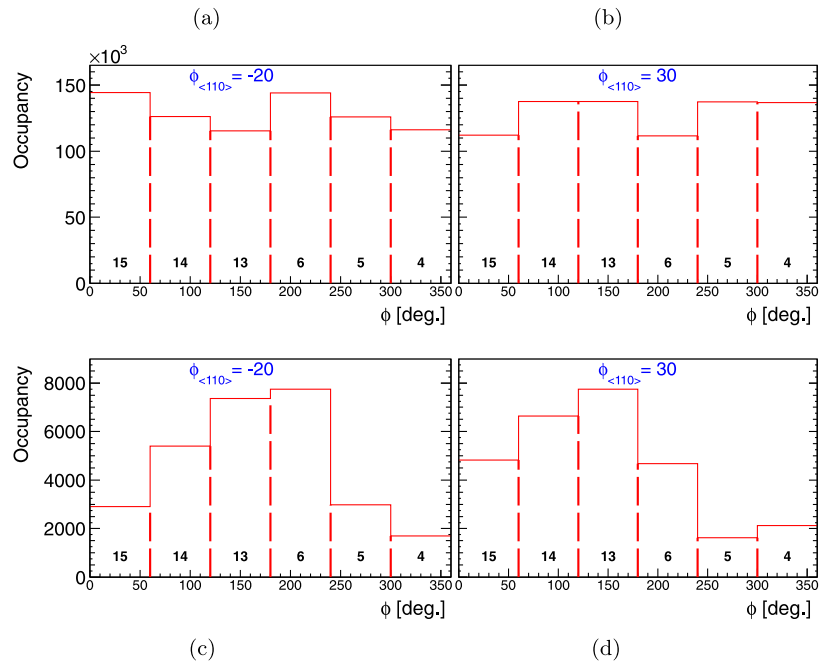 (a) (b)
×10³
ϕ<110>= -20 ϕ<110>= 30
Occupancy
150
100
50
0
15 14 13 6 5 4 15 14 13 6 5 4
0 50 100 150 200 250 300 350 0 50 100 150 200 250 300 350
ϕ [deg.] ϕ [deg.]
ϕ<110>= -20 ϕ<110>= 30
Occupancy
8000
6000
4000
2000
0
15 14 13 6 5 4 15 14 13 6 5 4
0 50 100 150 200 250 300 350 0 50 100 150 200 250 300 350
ϕ [deg.] ϕ [deg.]
(c) (d)